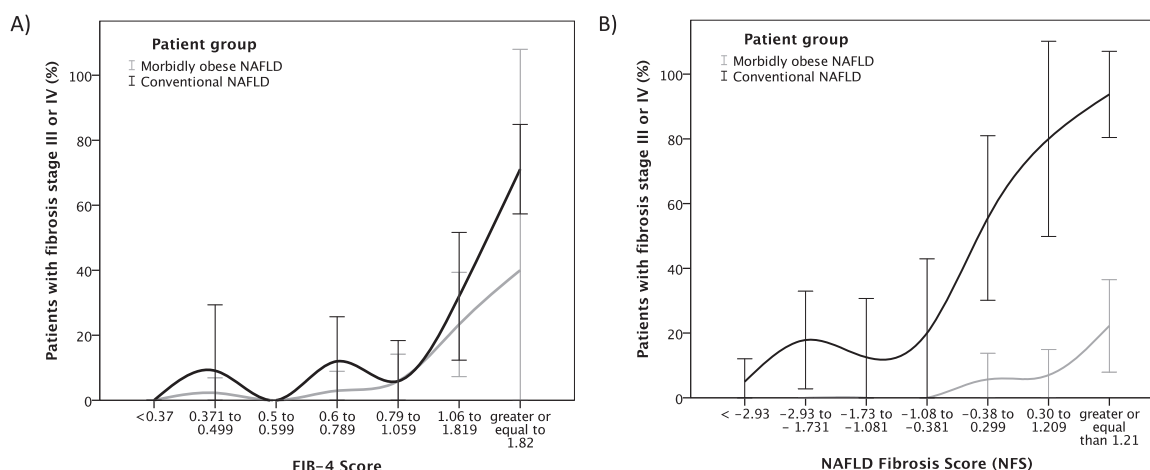 A)
Patient group
Morbidly obese NAFLD
Conventional NAFLD
Patients with fibrosis stage III or IV (%)
100
80
60
40
20
0
<0.37
0.371 to
0.499
0.5 to
0.599
0.6 to
0.789
0.79 to
1.059
1.06 to
1.819
greater or
equal to
1.82
FIB-4 Score
B)
Patient group
Morbidly obese NAFLD
Conventional NAFLD
Patients with fibrosis stage III or IV (%)
100
80
60
40
20
0
< -2.93
-2.93 to
- 1.731
-1.73 to
-1.081
-1.08 to
-0.381
-0.38 to
0.299
0.30 to
1.209
greater or
equal
than 1.21
NAFLD Fibrosis Score (NFS)